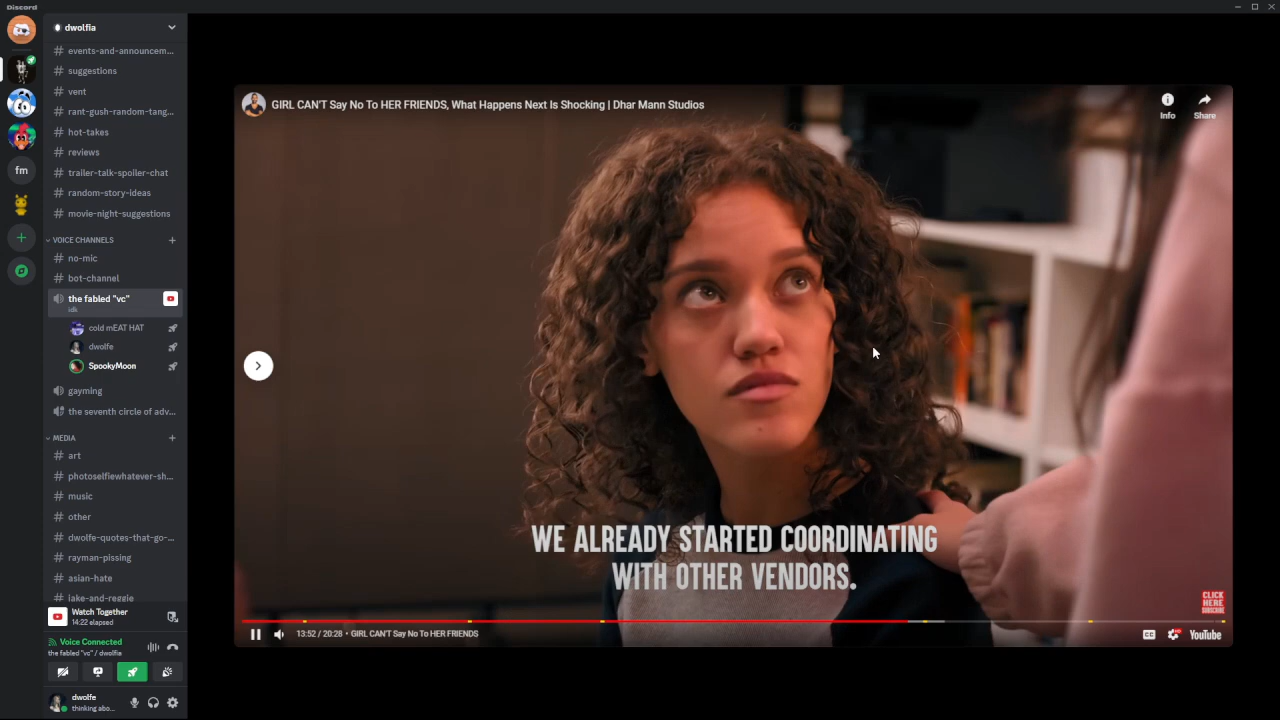 Discord
dwolfia
events-and-announcem...
suggestions
vent
rant-gush-random-tang...
hot-takes
reviews
trailer-talk-spoiler-chat
random-story-ideas
movie-night-suggestions
VOICE CHANNELS
no-mic
bot-channel
the fabled "vc"
idk
cold mEAT HAT
dwolfe
SpookyMoon
gayming
the seventh circle of adv...
MEDIA
art
photoselfiewhatever-sh...
music
other
dwolfe-quotes-that-go-...
rayman-pissing
asian-hate
lake-and-reggie
Watch Together
14:22 elapsed
Voice Connected
the fabled "vc" / dwolfia
dwolfe
thinking abo...
fm
GIRL CAN'T Say No To HER FRIENDS, What Happens Next Is Shocking | Dhar Mann Studios
Info
Share
WE ALREADY STARTED COORDINATING
WITH OTHER VENDORS.
CLICK
HERE
SUBSCRIBE
13:52 / 20:28 • GIRL CAN'T Say No To HER FRIENDS
CC
HD
YouTube